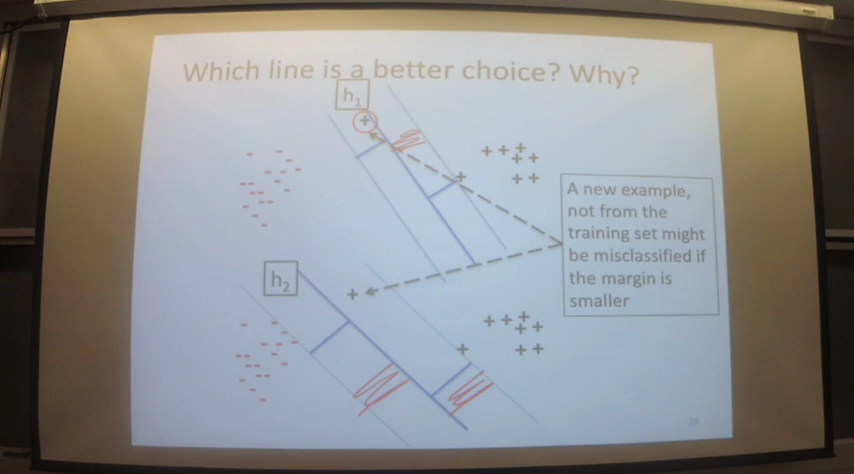 Which line is a better choice? Why?
h1
A new example,
not from the
training set might
be misclassified if
the margin is
smaller
h2
29